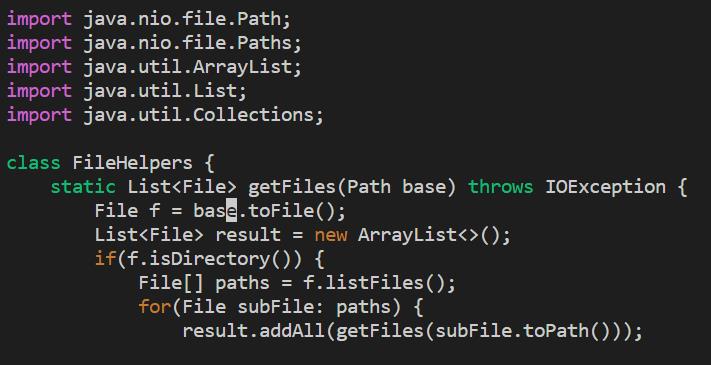 import java.nio.file.Path;
import java.nio.file.Paths;
import java.util.ArrayList;
import java.util.List;
import java.util.Collections;
class FileHelpers {
    static List<File> getFiles(Path base) throws IOException {
        File f = base.toFile();
        List<File> result = new ArrayList<>();
        if(f.isDirectory()) {
            File[] paths = f.listFiles();
            for(File subFile: paths) {
                result.addAll(getFiles(subFile.toPath()));